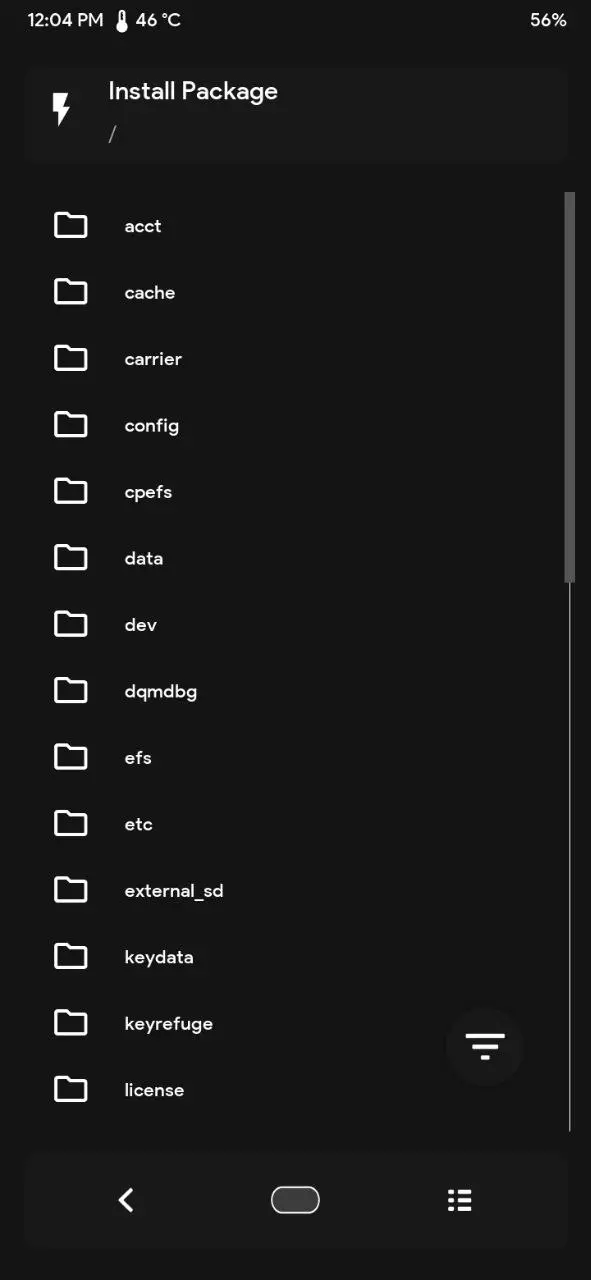 12:04 PM 46 °C 56%
Install Package
/
acct
cache
carrier
config
cpefs
data
dev
dqmdbg
efs
etc
external_sd
keydata
keyrefuge
license